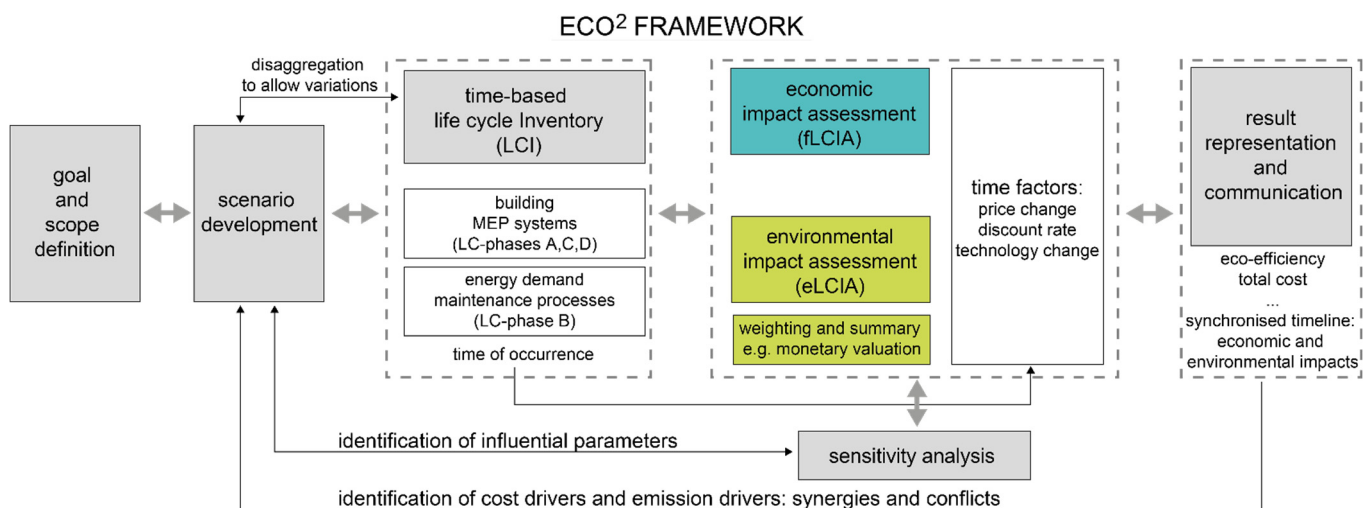 ECO² FRAMEWORK
disaggregation
to allow variations
goal
and
scope
definition
scenario
development
time-based
life cycle Inventory
(LCI)
building
MEP systems
(LC-phases A,C,D)
energy demand
maintenance processes
(LC-phase B)
time of occurrence
economic
impact assessment
(fLCIA)
environmental
impact assessment
(eLCIA)
weighting and summary
e.g. monetary valuation
time factors:
price change
discount rate
technology change
result
representation
and
communication
eco-efficiency
total cost
...
synchronised timeline:
economic and
environmental impacts
identification of influential parameters
sensitivity analysis
identification of cost drivers and emission drivers: synergies and conflicts